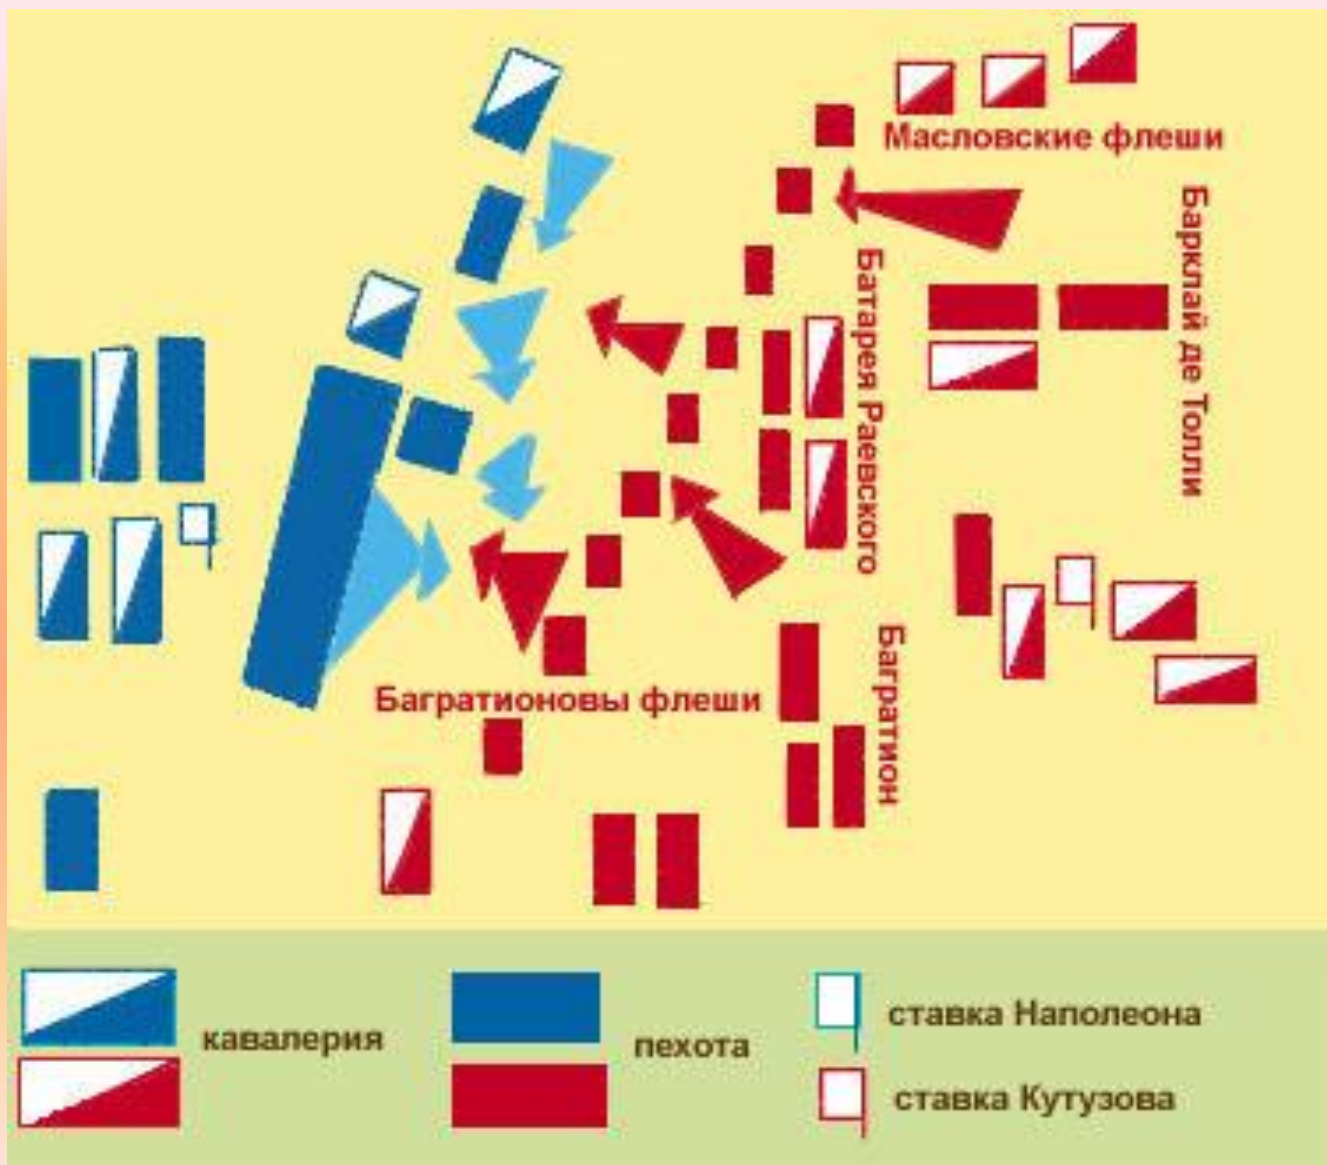 Масловские флеши
Барклай де Толли
Батарея Раевского
Багратион
Багратионовы флеши
кавалерия
пехота
ставка Наполеона
ставка Кутузова